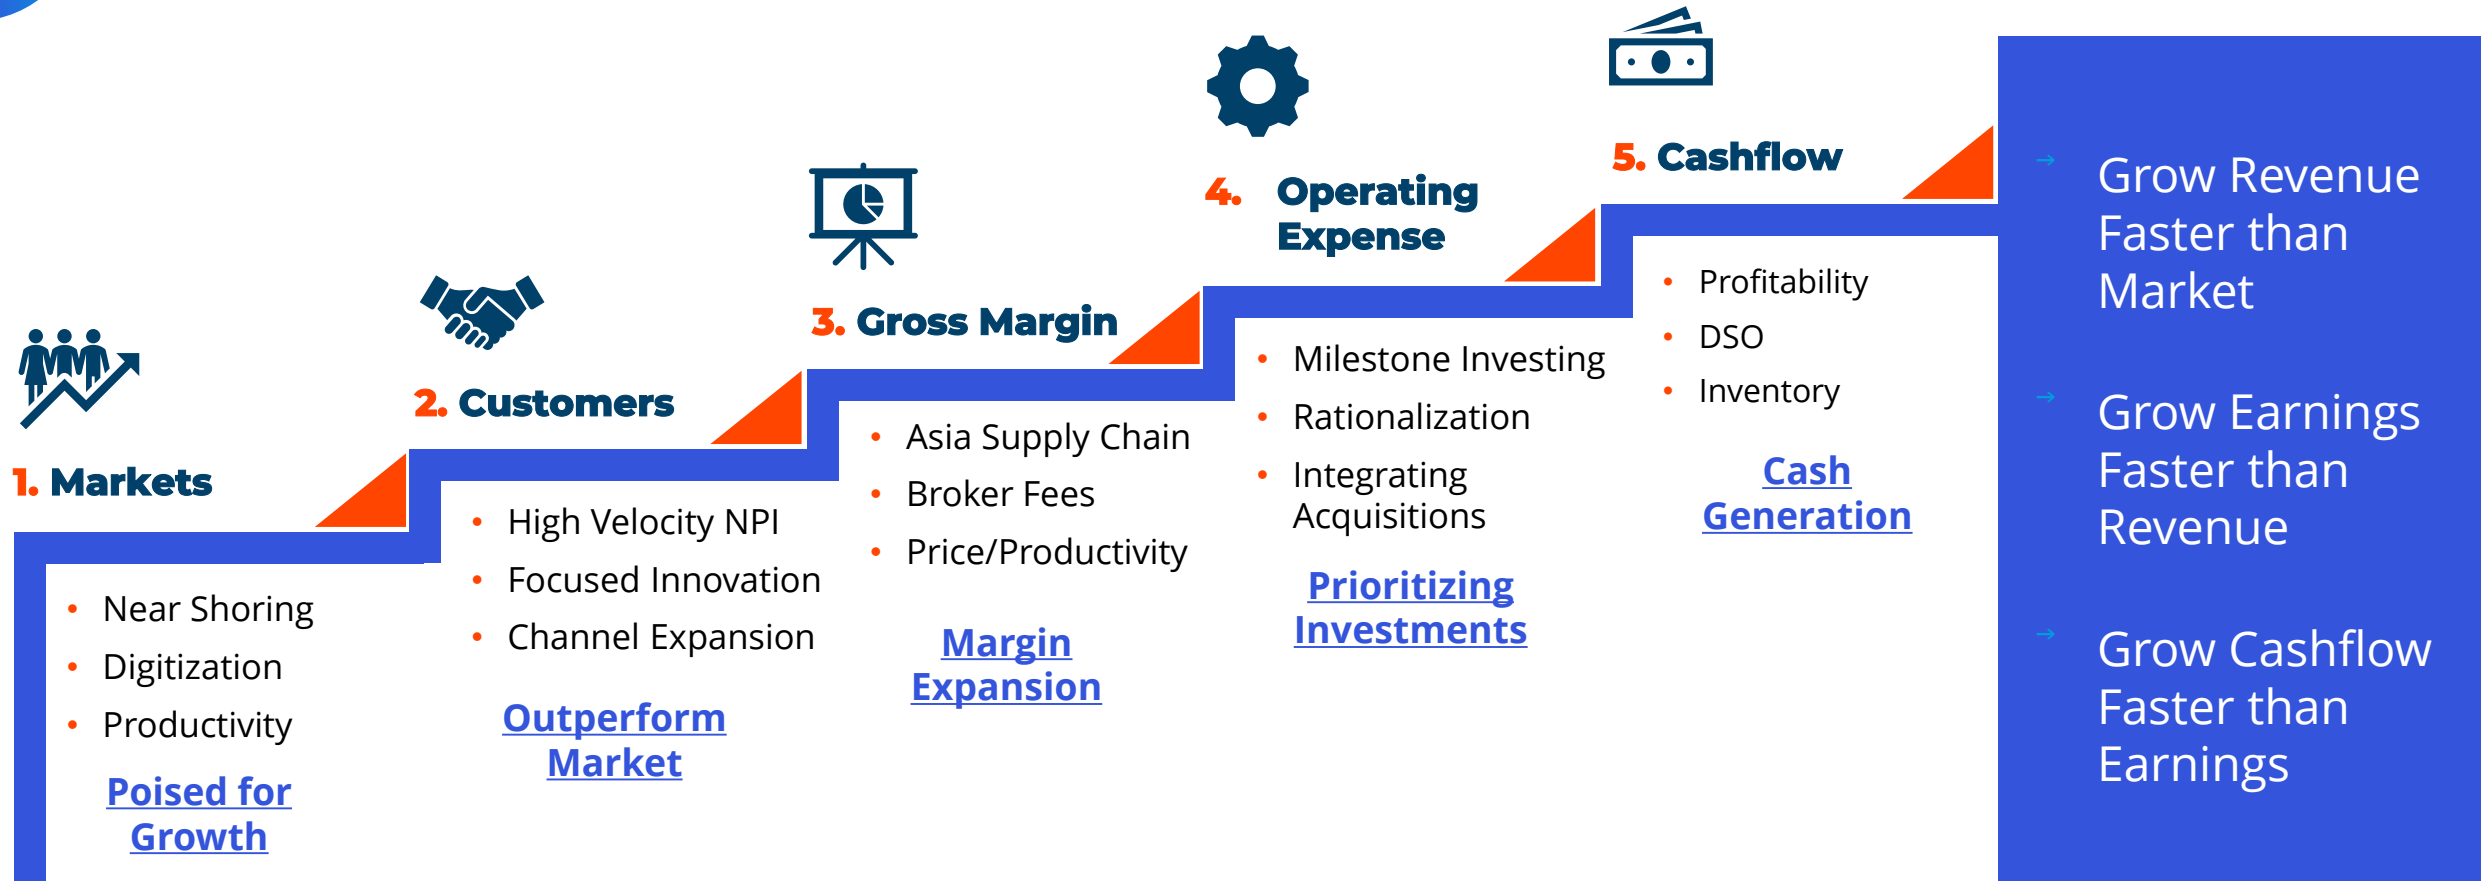 1. Markets
• Near Shoring
• Digitization
• Productivity
Poised for
Growth
2. Customers
• High Velocity NPI
• Focused Innovation
• Channel Expansion
Outperform
Market
3. Gross Margin
• Asia Supply Chain
• Broker Fees
• Price/Productivity
Margin
Expansion
4. Operating
Expense
• Milestone Investing
• Rationalization
• Integrating
Acquisitions
Prioritizing
Investments
5. Cashflow
• Profitability
• DSO
• Inventory
Cash
Generation
→ Grow Revenue
Faster than
Market
→ Grow Earnings
Faster than
Revenue
→ Grow Cashflow
Faster than
Earnings